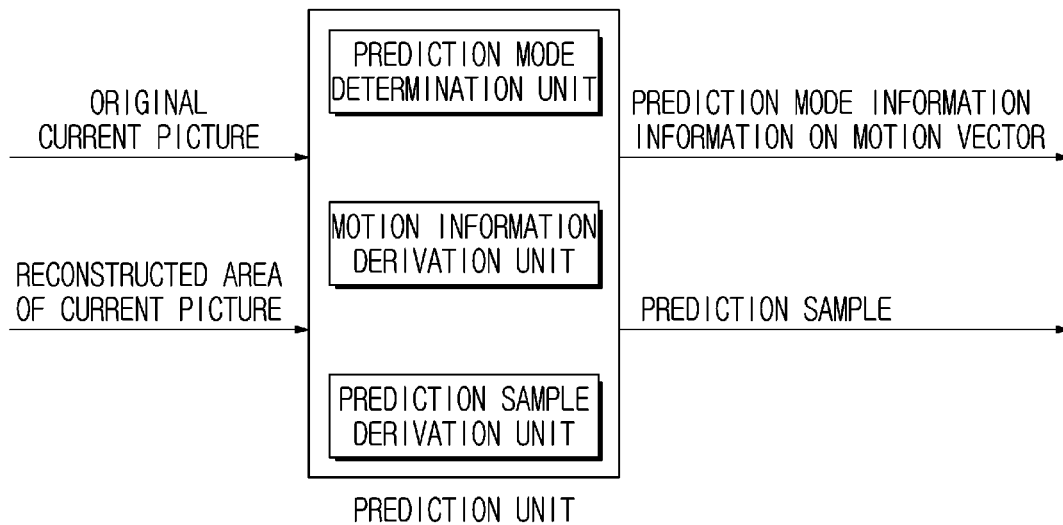 ORIGINAL
CURRENT PICTURE
RECONSTRUCTED AREA
OF CURRENT PICTURE
PREDICTION MODE
DETERMINATION UNIT
MOTION INFORMATION
DERIVATION UNIT
PREDICTION SAMPLE
DERIVATION UNIT
PREDICTION MODE INFORMATION
INFORMATION ON MOTION VECTOR
PREDICTION SAMPLE
PREDICTION UNIT